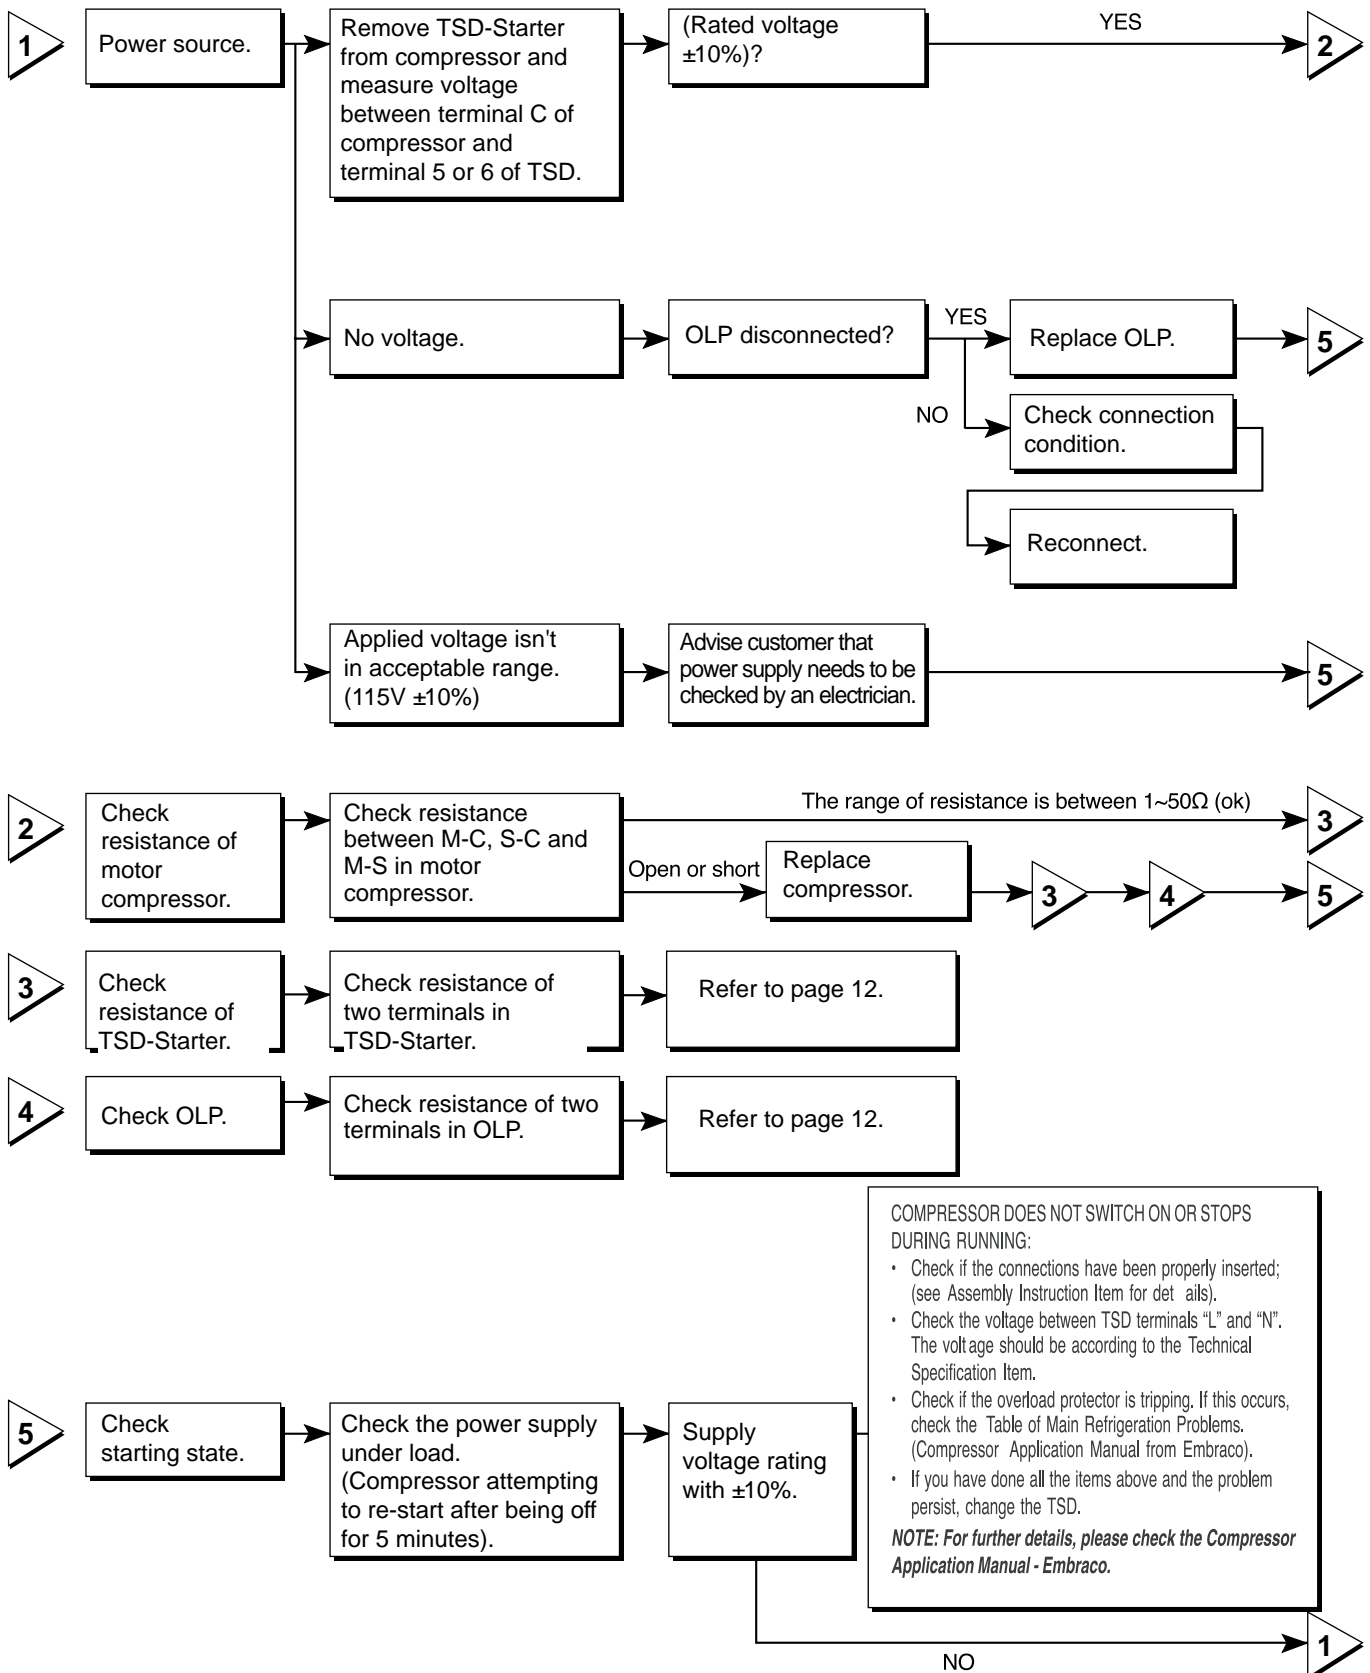 1
Power source.
Remove TSD-Starter
from compressor and
measure voltage
between terminal C of
compressor and
terminal 5 or 6 of TSD.
(Rated voltage
±10%)?
YES
2
No voltage.
OLP disconnected?
YES
Replace OLP.
5
NO
Check connection
condition.
Reconnect.
Applied voltage isn't
in acceptable range.
(115V ±10%)
Advise customer that
power supply needs to be
checked by an electrician.
5
2
Check
resistance of
motor
compressor.
Check resistance
between M-C, S-C and
M-S in motor
compressor.
The range of resistance is between 1~50Ω (ok)
3
Open or short
Replace
compressor.
3
4
5
3
Check
resistance of
TSD-Starter.
Check resistance of
two terminals in
TSD-Starter.
Refer to page 12.
4
Check OLP.
Check resistance of two
terminals in OLP.
Refer to page 12.
5
Check
starting state.
Check the power supply
under load.
(Compressor attempting
to re-start after being off
for 5 minutes).
Supply
voltage rating
with ±10%.
COMPRESSOR DOES NOT SWITCH ON OR STOPS
DURING RUNNING:
• Check if the connections have been properly inserted;
(see Assembly Instruction Item for det ails).
• Check the voltage between TSD terminals “L” and “N”.
The volt age should be according to the Technical
Specification Item.
• Check if the overload protector is tripping. If this occurs,
check the Table of Main Refrigeration Problems.
(Compressor Application Manual from Embraco).
• If you have done all the items above and the problem
persist, change the TSD.
NOTE: For further details, please check the Compressor
Application Manual - Embraco.
NO
1